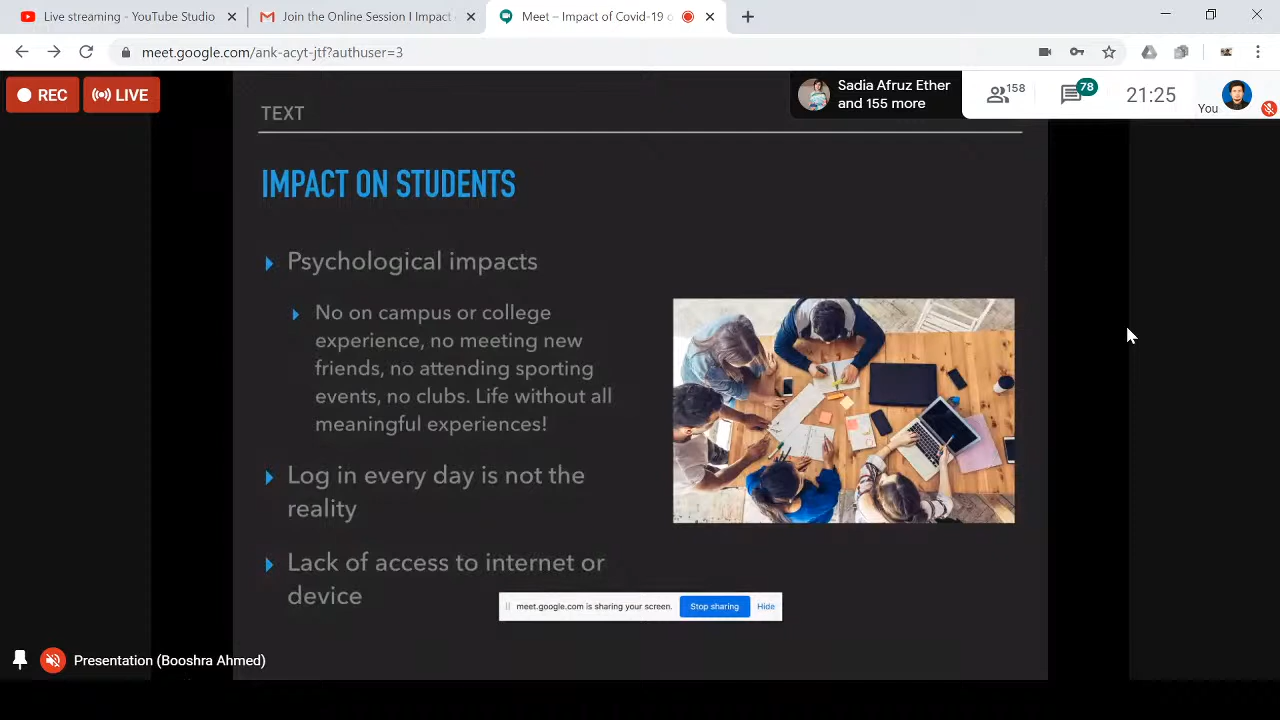 Live streaming - YouTube Studio
Join the Online Session I Impact
Meet – Impact of Covid-19 o
meet.google.com/ank-acyt-jtf?authuser=3
REC
LIVE
Sadia Afruz Ether
and 155 more
158
78
21:25
You
TEXT
IMPACT ON STUDENTS
Psychological impacts
No on campus or college
experience, no meeting new
friends, no attending sporting
events, no clubs. Life without all
meaningful experiences!
Log in every day is not the
reality
Lack of access to internet or
device
meet.google.com is sharing your screen.
Stop sharing
Hide
Presentation (Booshra Ahmed)